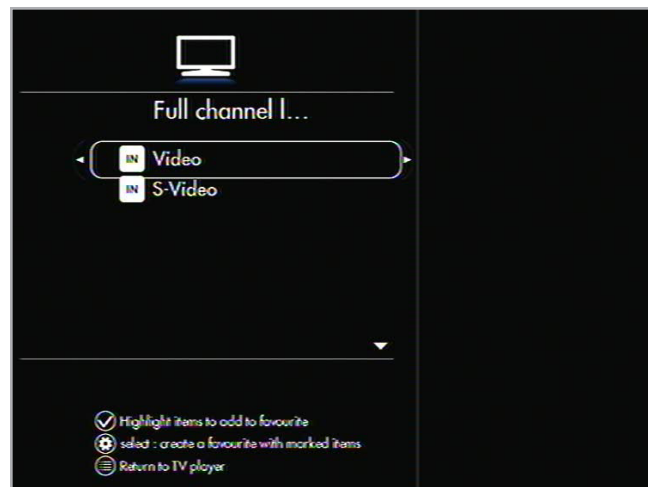 Full channel l...
IN Video
IN S-Video
Highlight items to add to favourite
select : create a favourite with marked items
Return to TV player